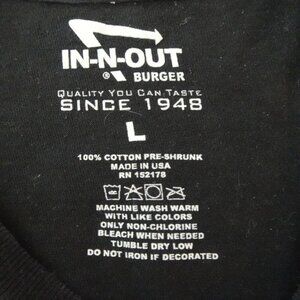 IN-N-OUT
® BURGER
QUALITY YOU CAN TASTE
SINCE 1948
L
100% COTTON PRE-SHRUNK
MADE IN USA
RN 152178
MACHINE WASH WARM
WITH LIKE COLORS
ONLY NON-CHLORINE
BLEACH WHEN NEEDED
TUMBLE DRY LOW
DO NOT IRON IF DECORATED